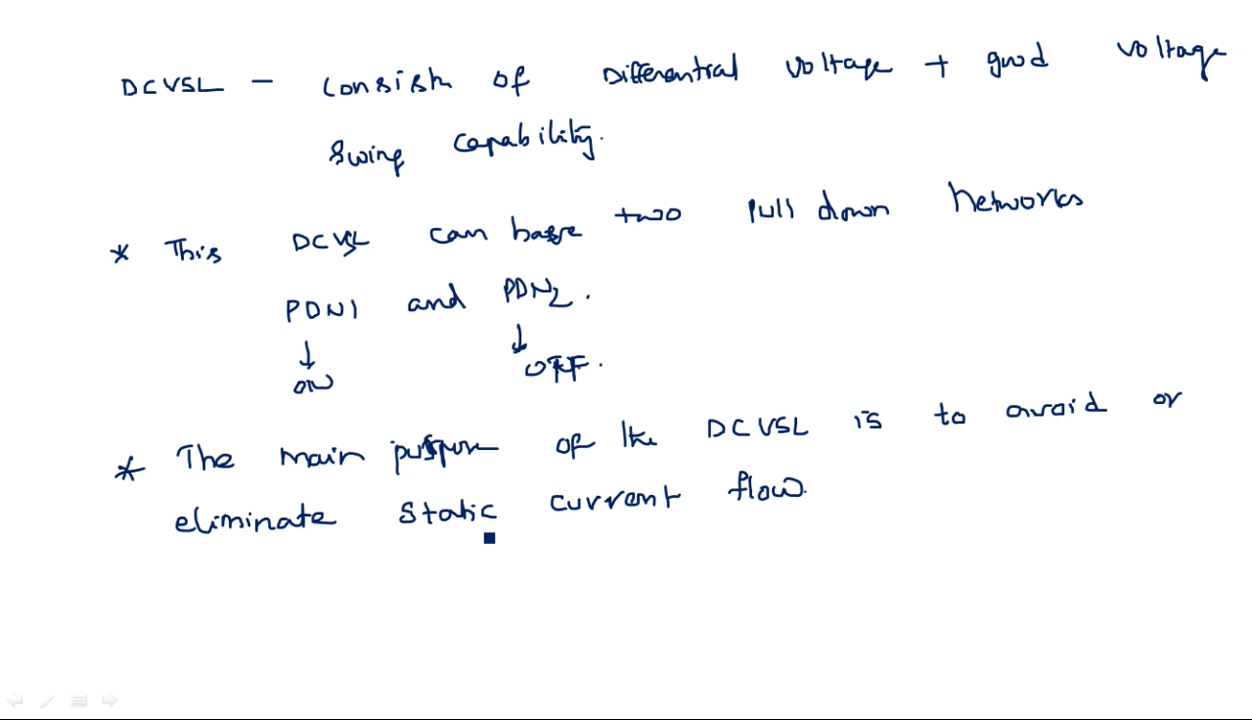 DCVSL - Consists of Differential voltage + good voltage
Swing Capability.
* This DCVSL can have two pull down Networks
PDN1 and PDN2.
↓ ↓
ON OFF.
* The main purpose of the DCVSL is to avoid or
eliminate Static current flow.